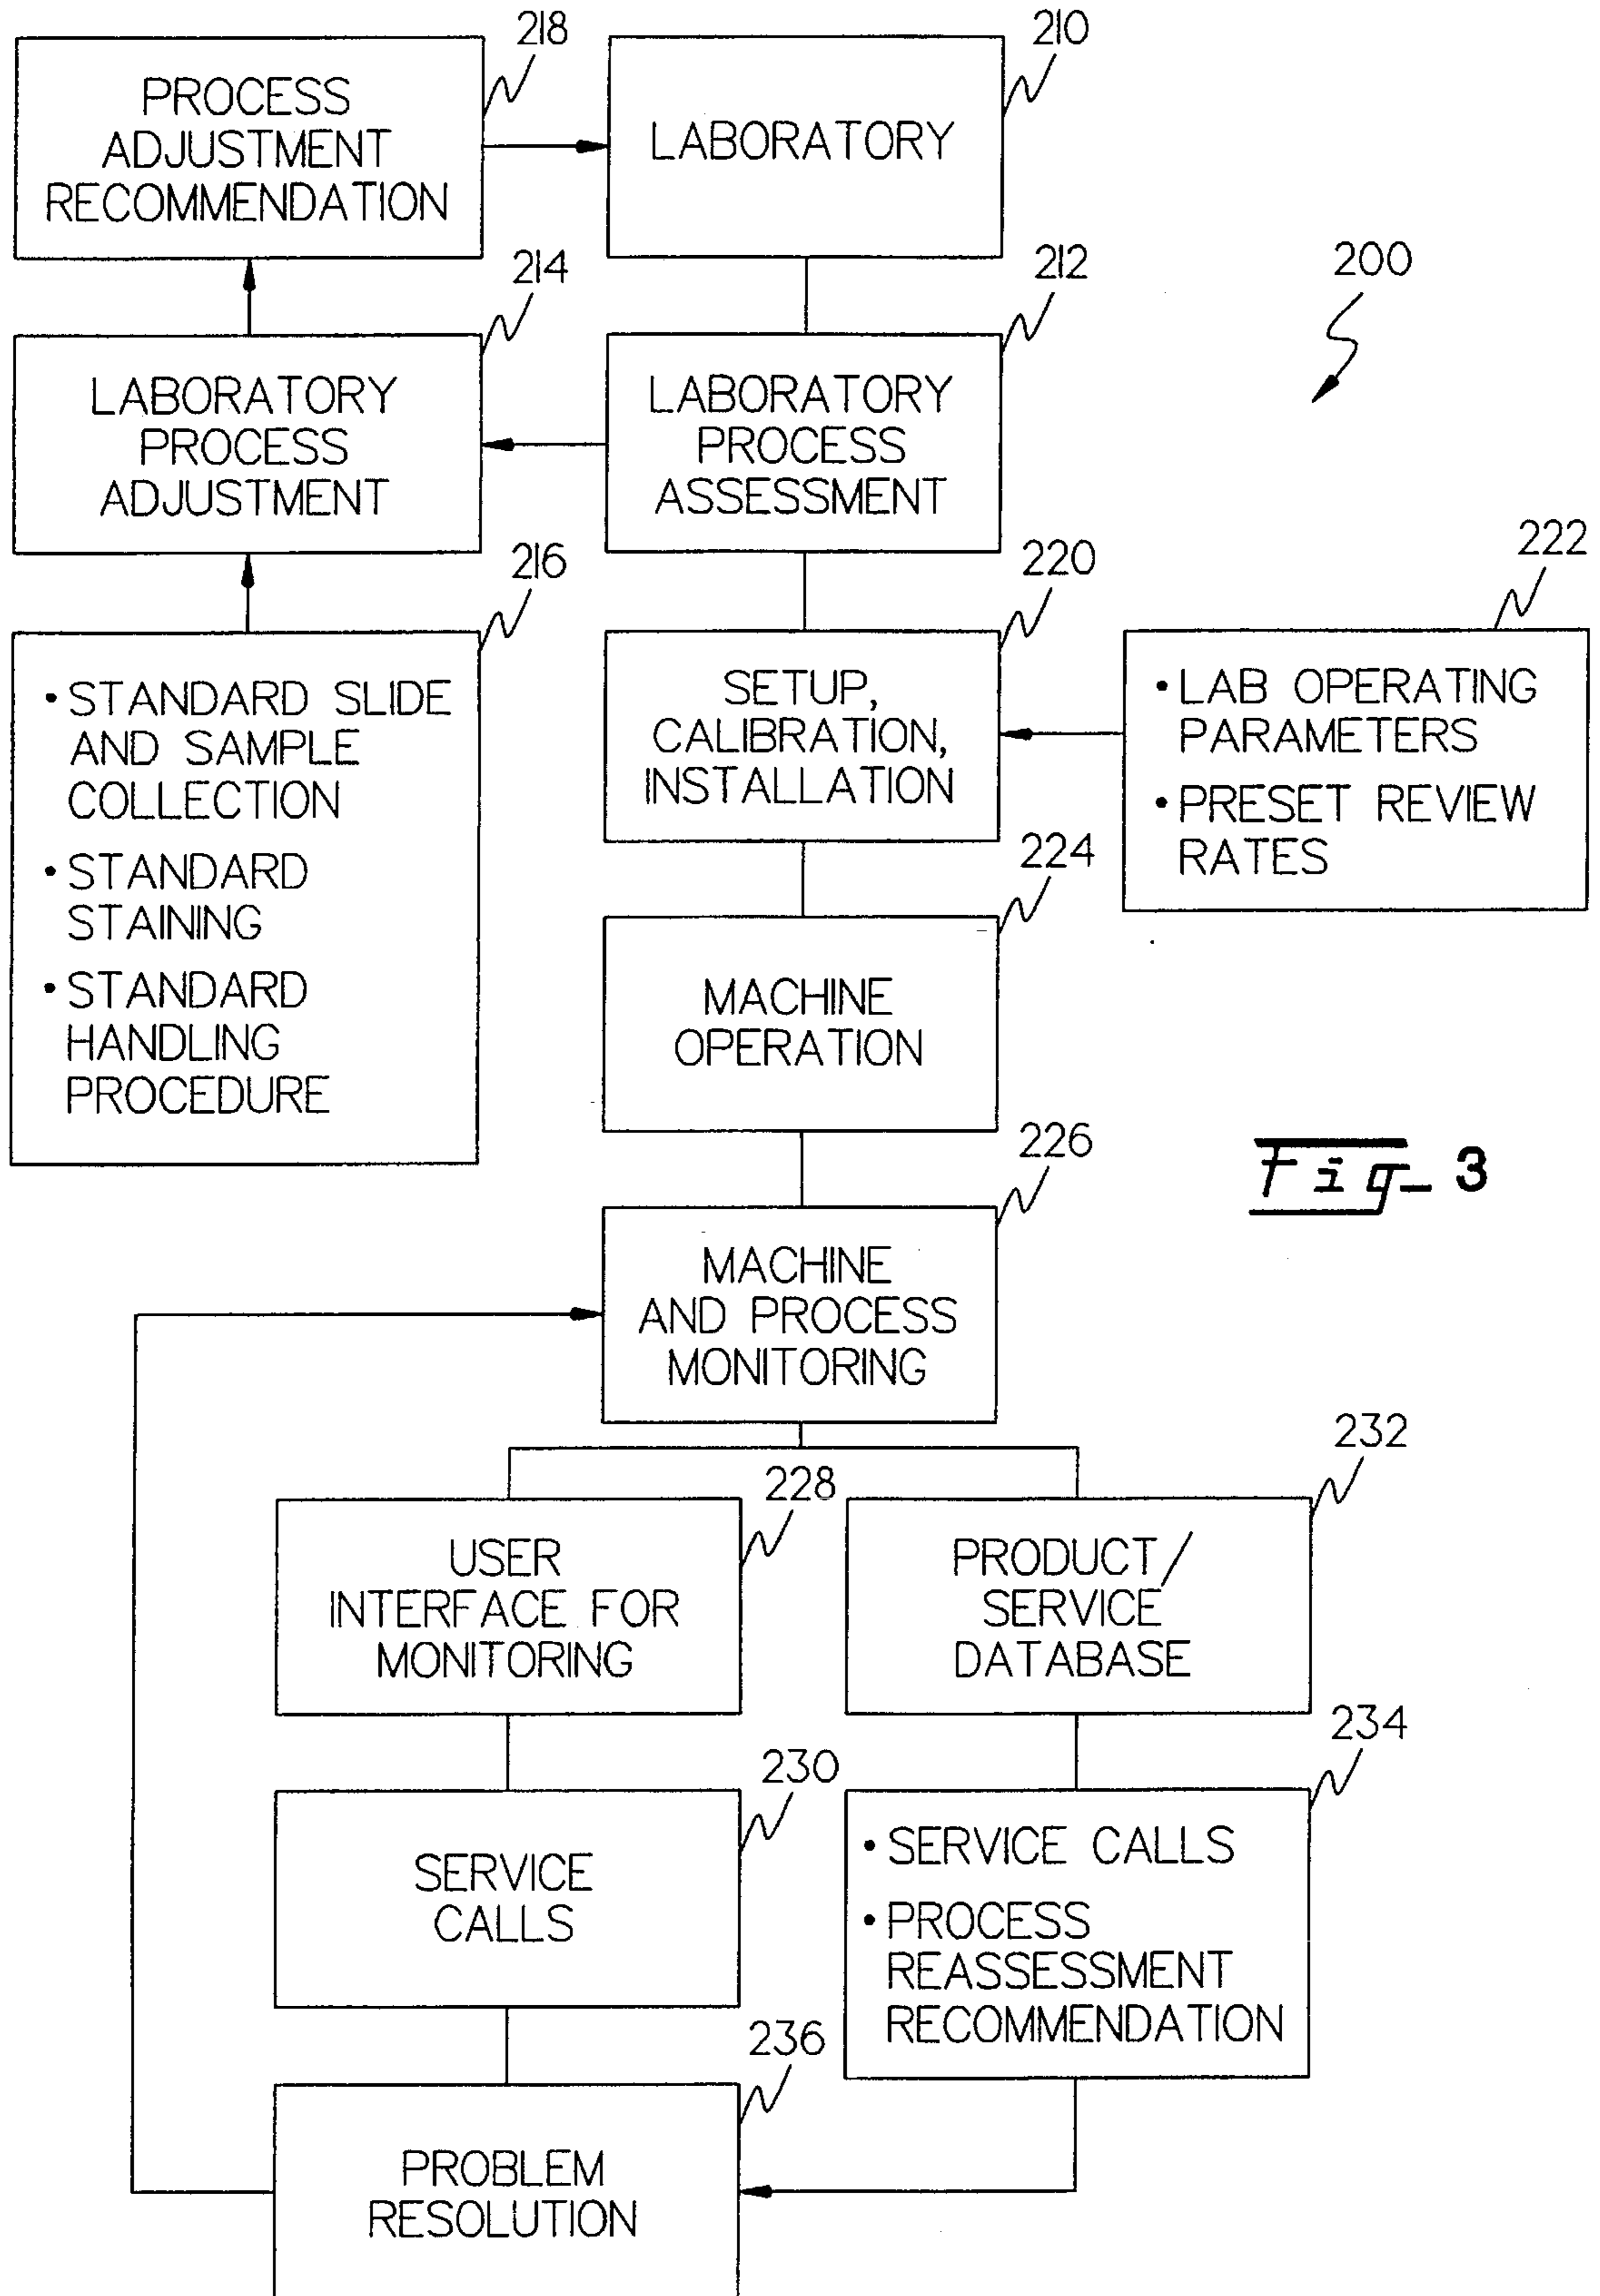 218
210
PROCESS
ADJUSTMENT
RECOMMENDATION
LABORATORY
214
212
200
LABORATORY
PROCESS
ADJUSTMENT
LABORATORY
PROCESS
ASSESSMENT
216
220
222
• STANDARD SLIDE
AND SAMPLE
COLLECTION
• STANDARD
STAINING
• STANDARD
HANDLING
PROCEDURE
SETUP,
CALIBRATION,
INSTALLATION
• LAB OPERATING
PARAMETERS
• PRESET REVIEW
RATES
224
MACHINE
OPERATION
226
Fig_ 3
MACHINE
AND PROCESS
MONITORING
228
232
USER
INTERFACE FOR
MONITORING
PRODUCT/
SERVICE
DATABASE
230
234
SERVICE
CALLS
• SERVICE CALLS
• PROCESS
REASSESSMENT
RECOMMENDATION
236
PROBLEM
RESOLUTION